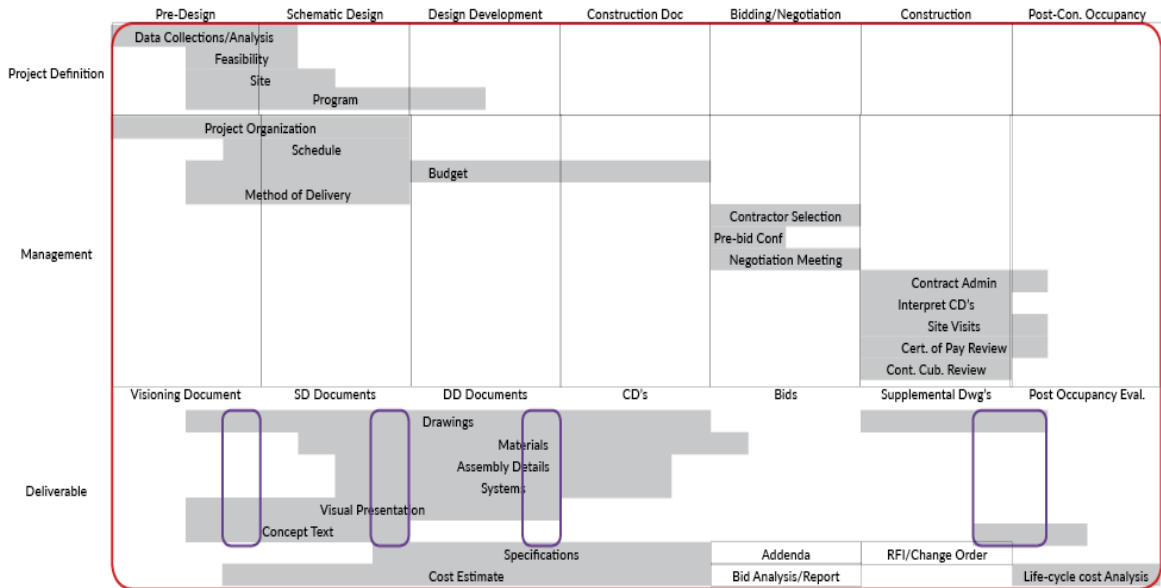 Pre-Design Schematic Design Design Development Construction Doc Bidding/Negotiation Construction Post-Con. Occupancy
Data Collections/Analysis
Feasibility
Project Definition
Site
Program
Project Organization
Schedule
Budget
Method of Delivery
Contractor Selection
Pre-bid Conf
Management
Negotiation Meeting
Contract Admin
Interpret CD's
Site Visits
Cert. of Pay Review
Cont. Cub. Review
Visioning Document SD Documents DD Documents CD's Bids Supplemental Dwg's Post Occupancy Eval.
Drawings
Materials
Assembly Details
Systems
Deliverable
Visual Presentation
Concept Text
Specifications Addenda RFI/Change Order
Cost Estimate Bid Analysis/Report Life-cycle cost Analysis